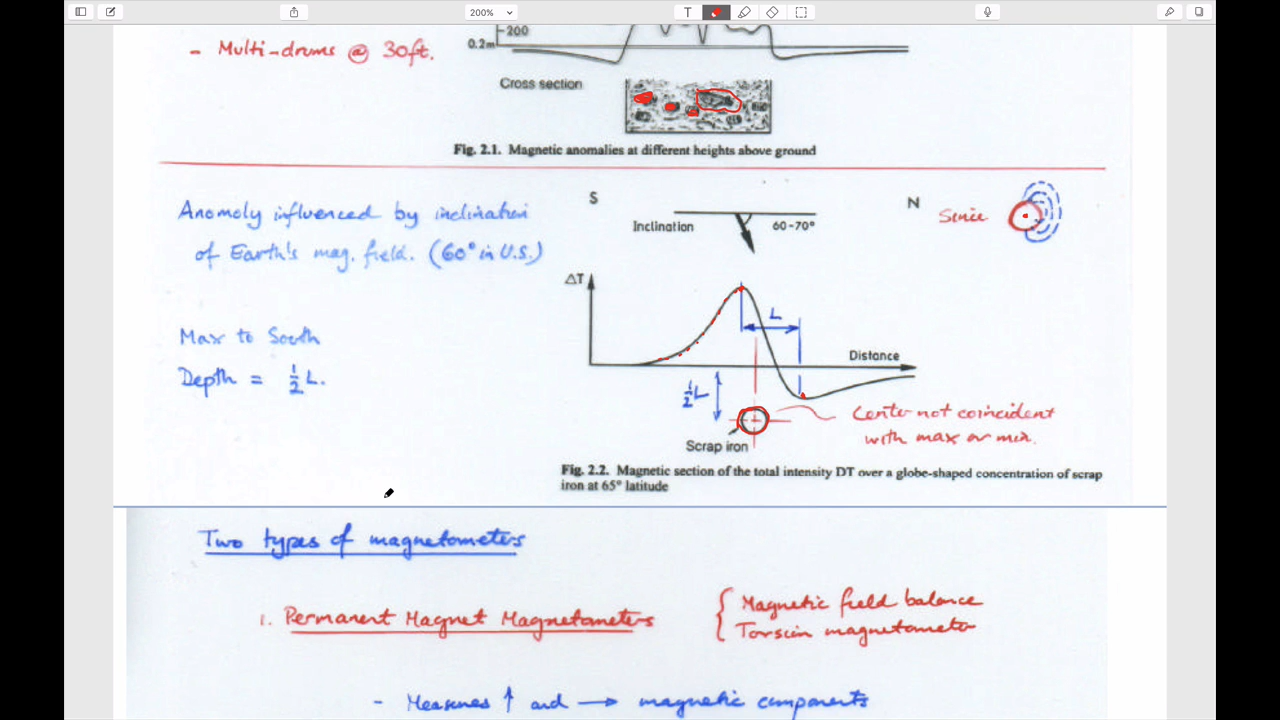 200%
T
- Multi-drums @ 30ft.
-200
0.2m
Cross section
Fig. 2.1. Magnetic anomalies at different heights above ground
Anomoly influenced by inclination
of Earth's mag. field. (60° in U.S.)
S
N
Since
Inclination
60-70°
ΔT
L
Distance
Max to South
Depth = ½ L.
½L
Scrap iron
Center not coincident
with max or min.
Fig. 2.2. Magnetic section of the total intensity DT over a globe-shaped concentration of scrap
iron at 65° latitude
Two types of magnetometers
1. Permanent Magnet Magnetometers
{ Magnetic field balance
Torsion magnetometer
- Measures ↑ and → magnetic components